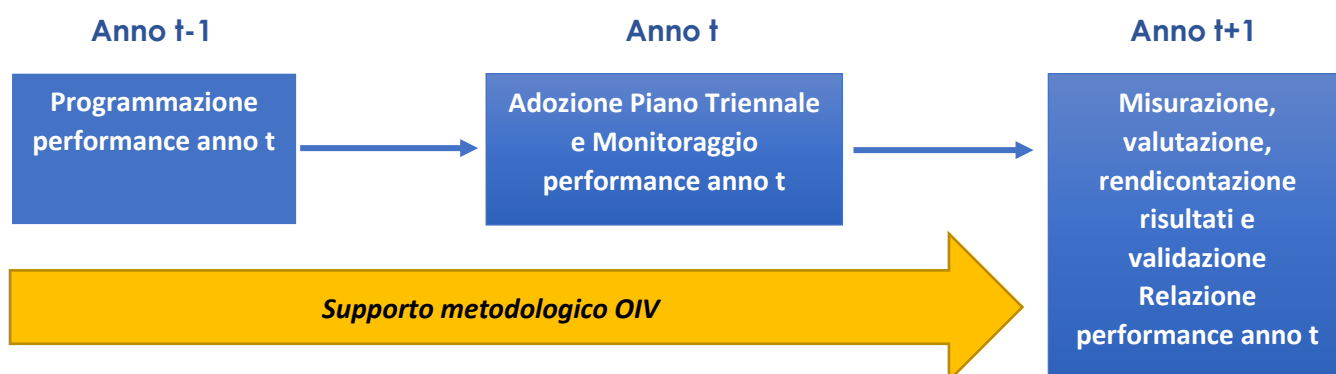 Anno t-1
Anno t
Anno t+1
Programmazione
performance anno t
Adozione Piano Triennale
e Monitoraggio
performance anno t
Misurazione,
valutazione,
rendicontazione
risultati e
validazione
Relazione
performance anno t
Supporto metodologico OIV